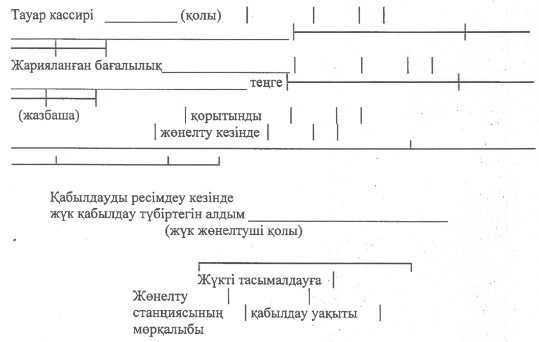 Тауар кассирі __________ (қолы)
Жарияланған бағалылық
теңге
(жазбаша) қорытынды
жөнелту кезінде
Қабылдауды ресімдеу кезінде
жүк қабылдау түбіртегін алдым
(жүк жөнелтуші қолы)
Жүкті тасымалдауға
Жөнелту
станциясының қабылдау уақыты
мөрқалыбы